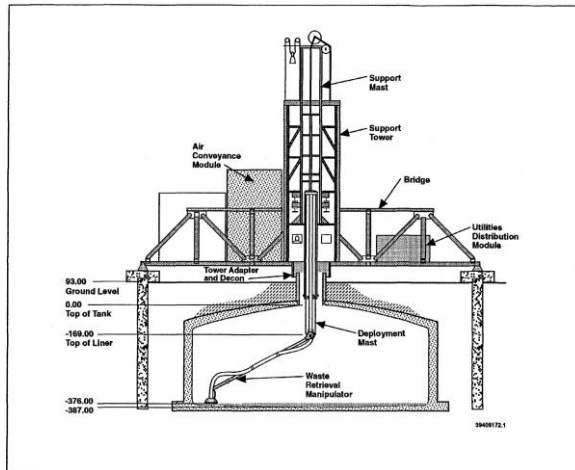 Support
Mast
Support
Tower
Air
Conveyance
Module
Bridge
Utilities
Distribution
Module
Tower Adapter
and Decon
93.00
Ground Level
0.00
Top of Tank
-169.00
Top of Liner
Deployment
Mast
Waste
Retrieval
Manipulator
-376.00
-387.00
39409172.1